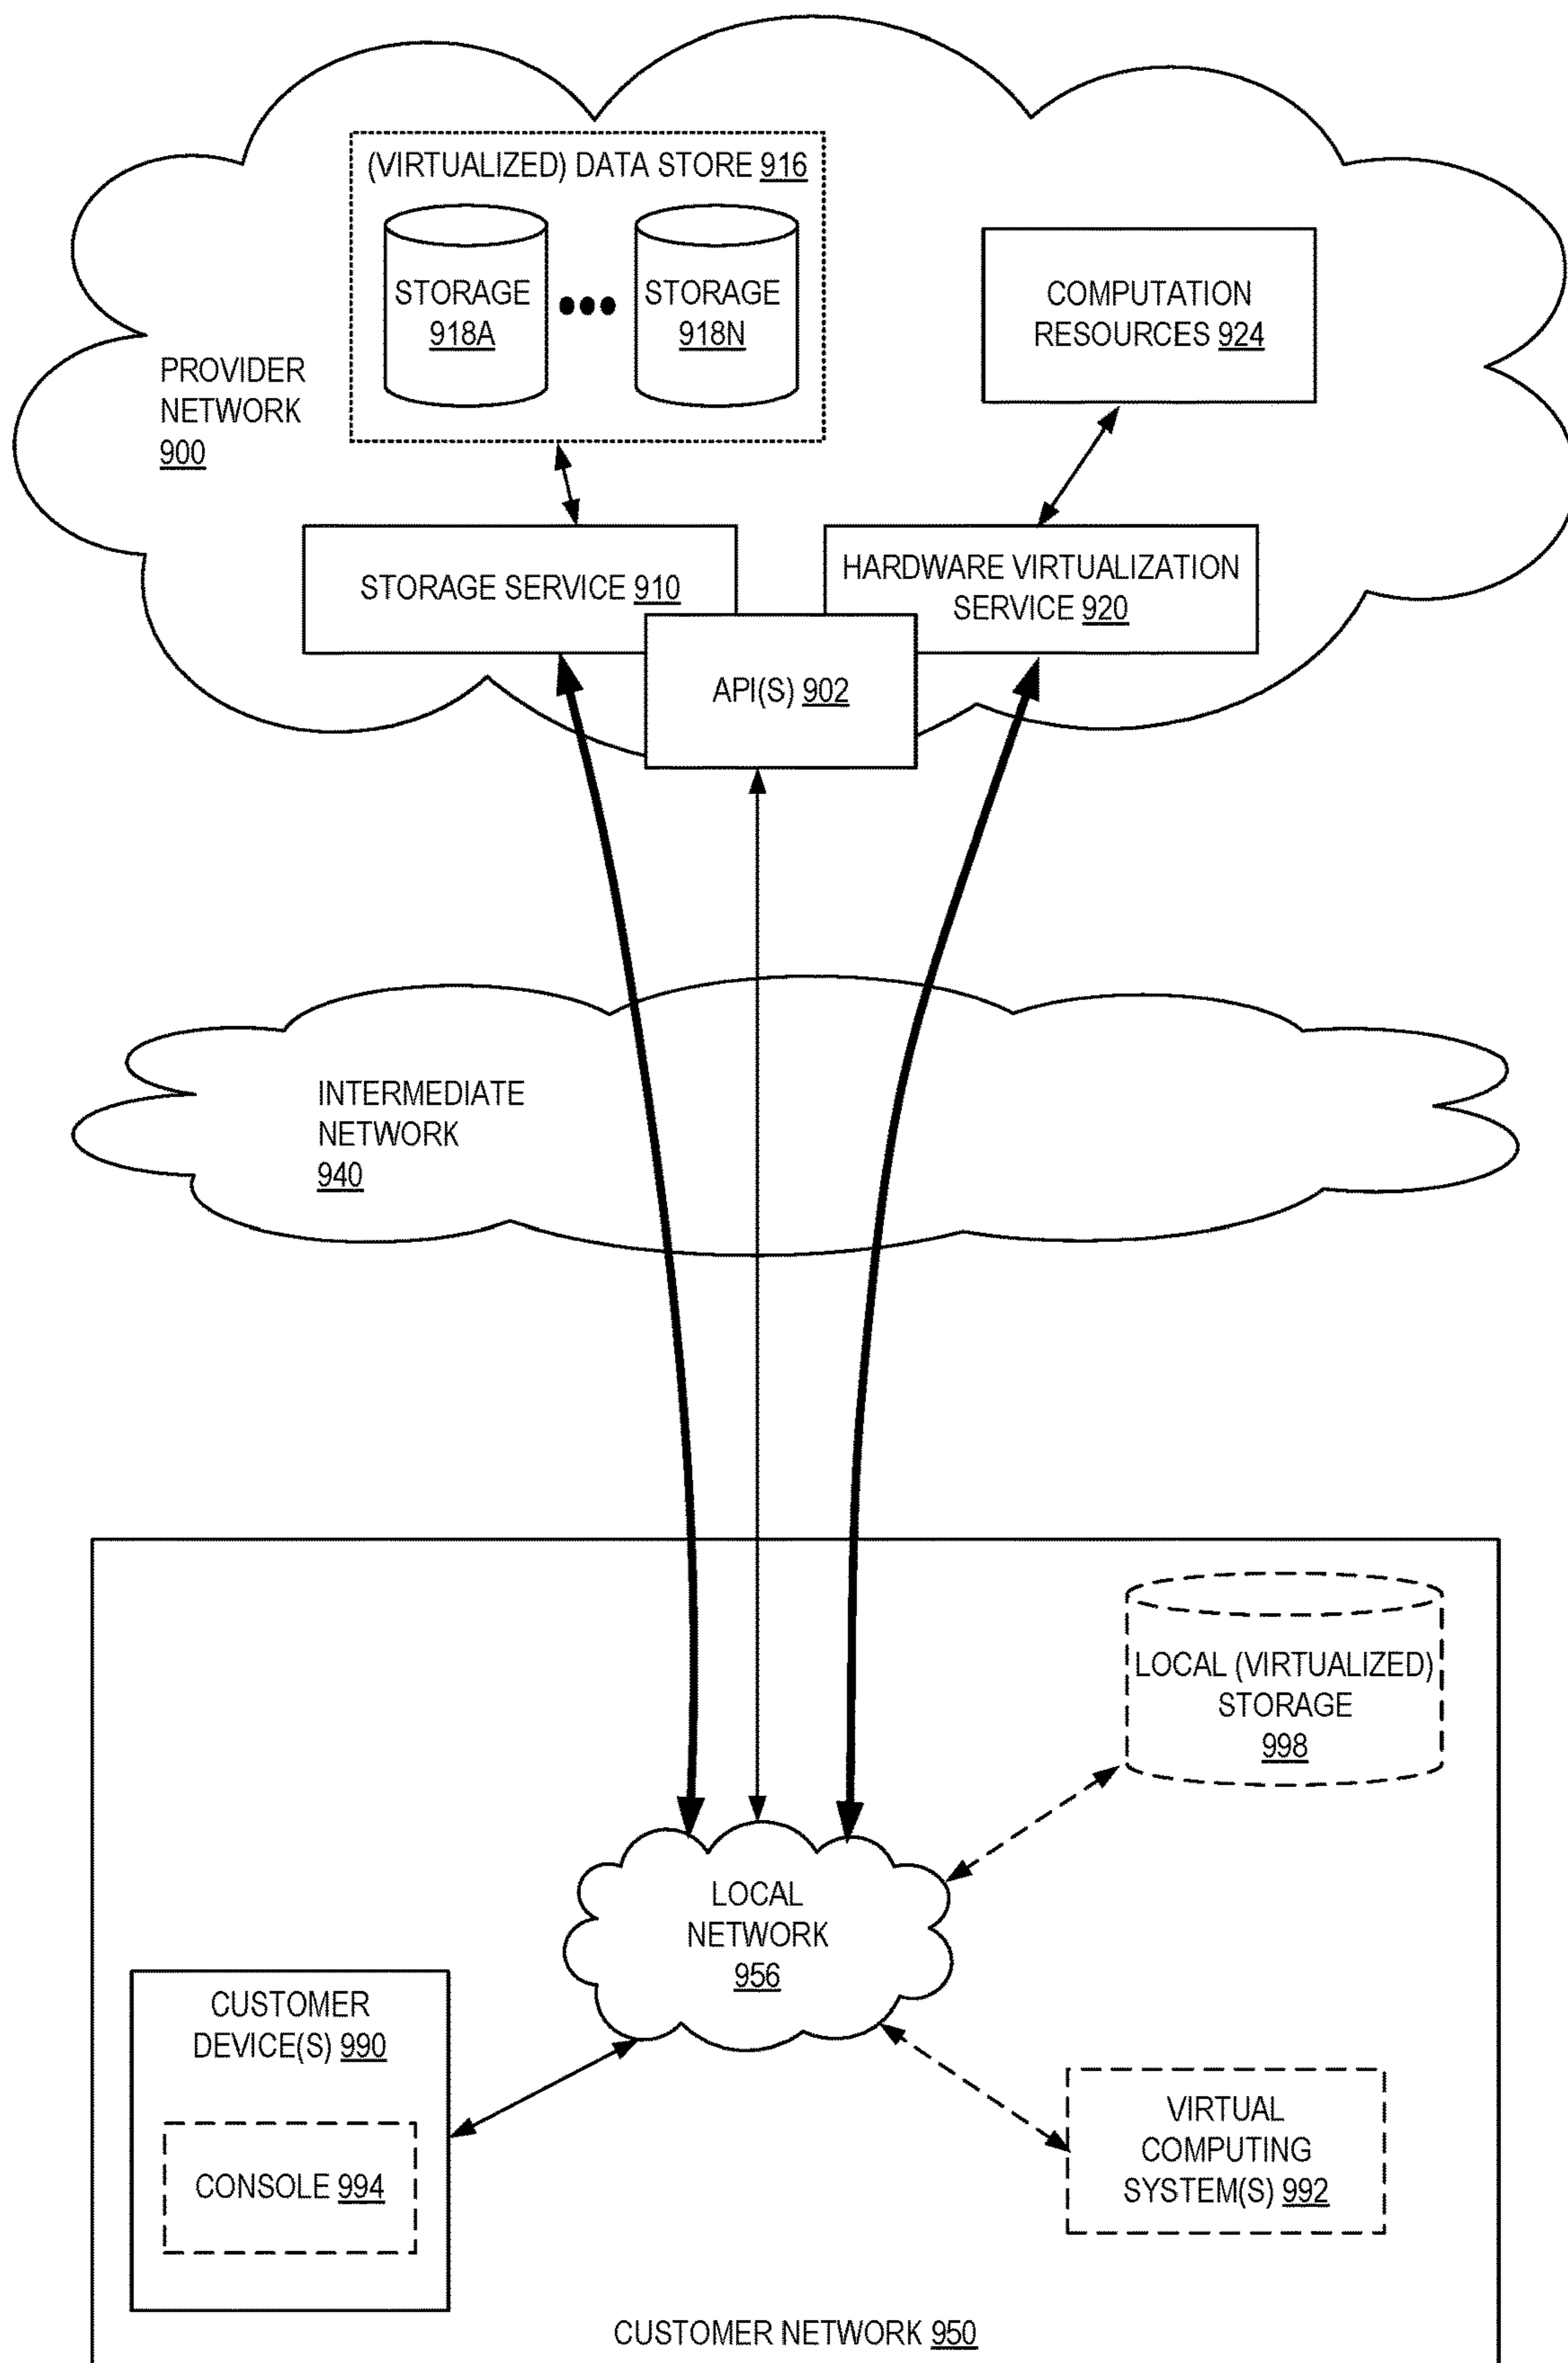 (VIRTUALIZED) DATA STORE 916
STORAGE
918A
STORAGE
918N
COMPUTATION
RESOURCES 924
PROVIDER
NETWORK
900
STORAGE SERVICE 910
HARDWARE VIRTUALIZATION
SERVICE 920
API(S) 902
INTERMEDIATE
NETWORK
940
LOCAL (VIRTUALIZED)
STORAGE
998
LOCAL
NETWORK
956
CUSTOMER
DEVICE(S) 990
CONSOLE 994
VIRTUAL
COMPUTING
SYSTEM(S) 992
CUSTOMER NETWORK 950